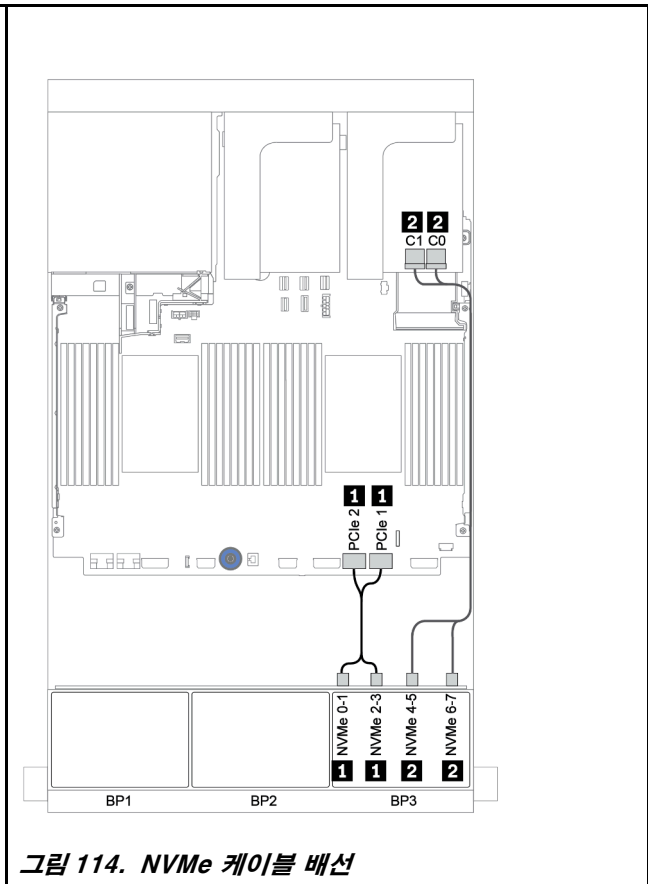 2 2
C1 C0
1 1
PCIe 2 PCIe 1
NVMe 0-1 NVMe 2-3 NVMe 4-5 NVMe 6-7
1 1 2 2
BP1 BP2 BP3
그림 114. NVMe 케이블 배선